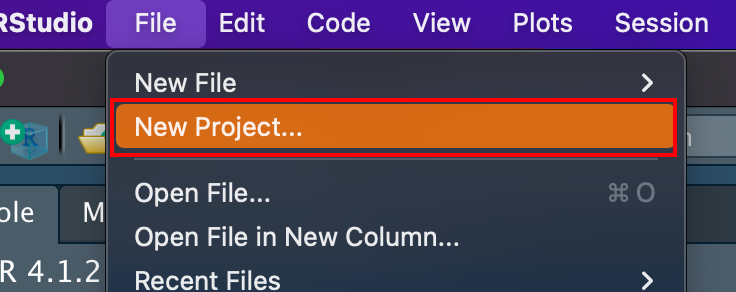 RStudio File Edit Code View Plots Session
New File
New Project...
Open File... ⌘ O
Open File in New Column...
R 4.1.2
Recent Files